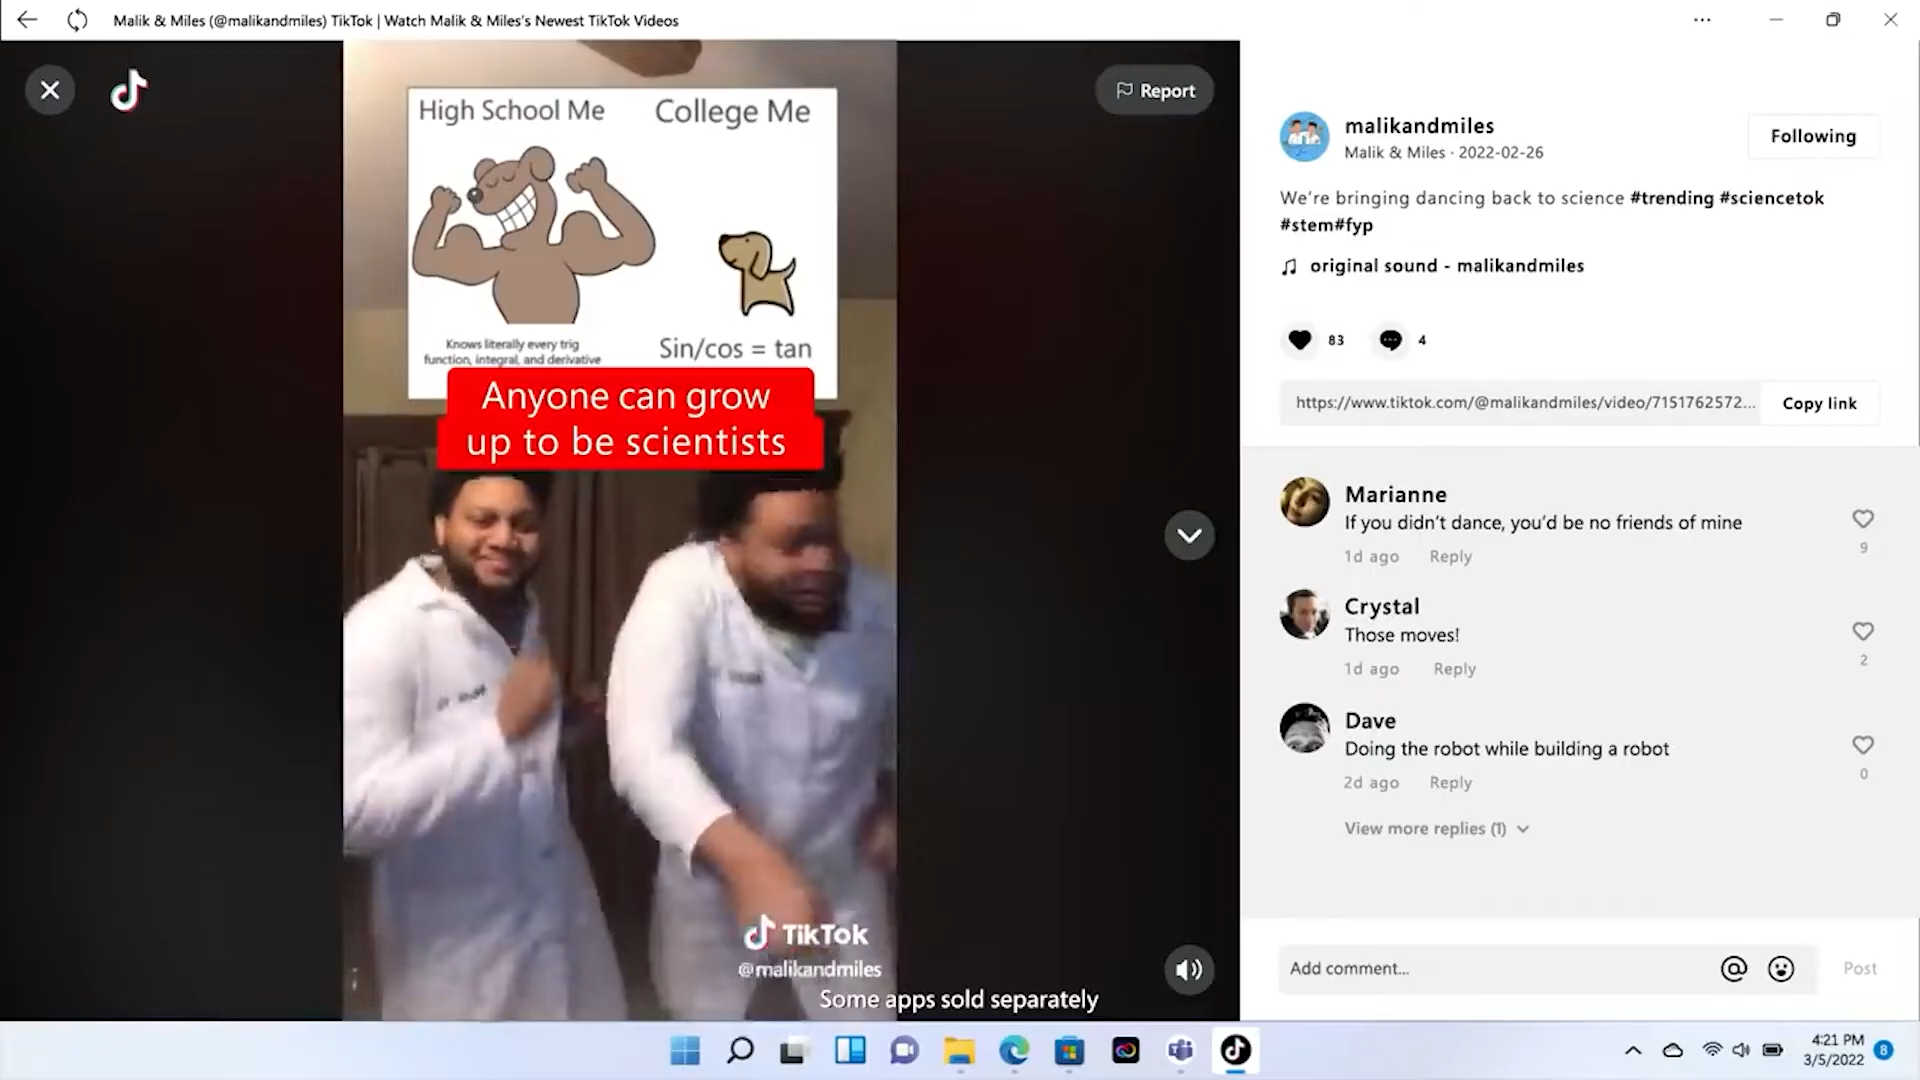 Malik & Miles (@malikandmiles) TikTok | Watch Malik & Miles's Newest TikTok Videos
Report
High School Me
College Me
Knows literally every trig
function, integral, and derivative
Sin/cos = tan
Anyone can grow
up to be scientists
TikTok
@malikandmiles
Some apps sold separately
malikandmiles
Malik & Miles · 2022-02-26
Following
We're bringing dancing back to science #trending #sciencetok
#stem#fyp
original sound - malikandmiles
83
4
https://www.tiktok.com/@malikandmiles/video/7151762572...
Copy link
Marianne
If you didn't dance, you'd be no friends of mine
9
1d ago Reply
Crystal
Those moves!
2
1d ago Reply
Dave
Doing the robot while building a robot
0
2d ago Reply
View more replies (1)
Add comment...
Post
4:21 PM
3/5/2022
8